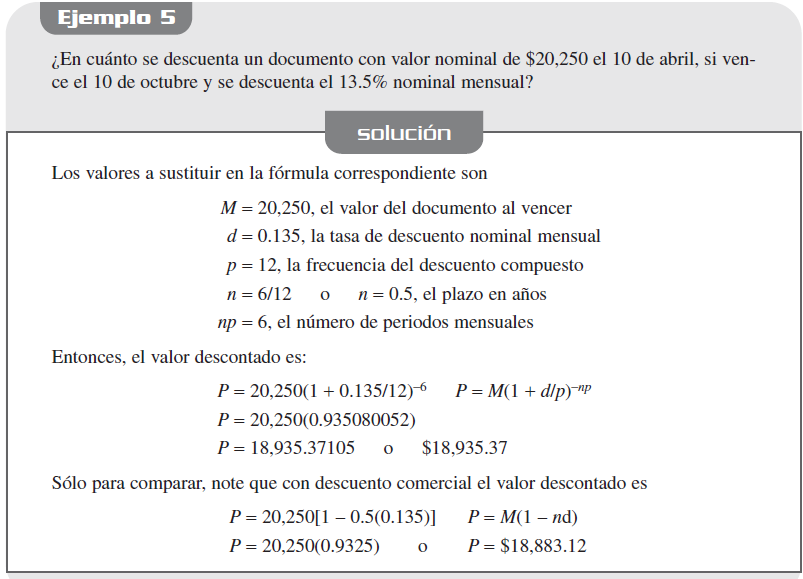 Ejemplo 5
¿En cuánto se descuenta un documento con valor nominal de $20,250 el 10 de abril, si ven-
ce el 10 de octubre y se descuenta el 13.5% nominal mensual?
solución
Los valores a sustituir en la fórmula correspondiente son
M = 20,250, el valor del documento al vencer
d = 0.135, la tasa de descuento nominal mensual
p = 12, la frecuencia del descuento compuesto
n = 6/12 o n = 0.5, el plazo en años
np = 6, el número de periodos mensuales
Entonces, el valor descontado es:
P = 20,250(1 + 0.135/12)⁻⁶ P = M(1 + d/p)⁻ⁿᵖ
P = 20,250(0.935080052)
P = 18,935.37105 o $18,935.37
Sólo para comparar, note que con descuento comercial el valor descontado es
P = 20,250[1 – 0.5(0.135)] P = M(1 – nd)
P = 20,250(0.9325) o P = $18,883.12